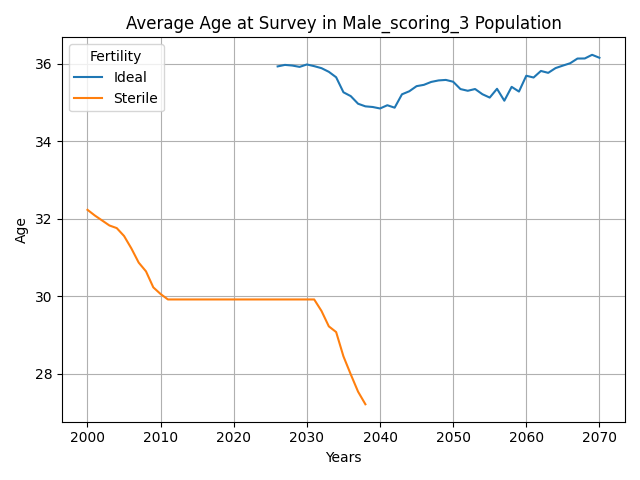 Average Age at Survey in Male_scoring_3 Population
Fertility
Ideal
Sterile
36
34
32
30
28
Age
2000 2010 2020 2030 2040 2050 2060 2070
Years